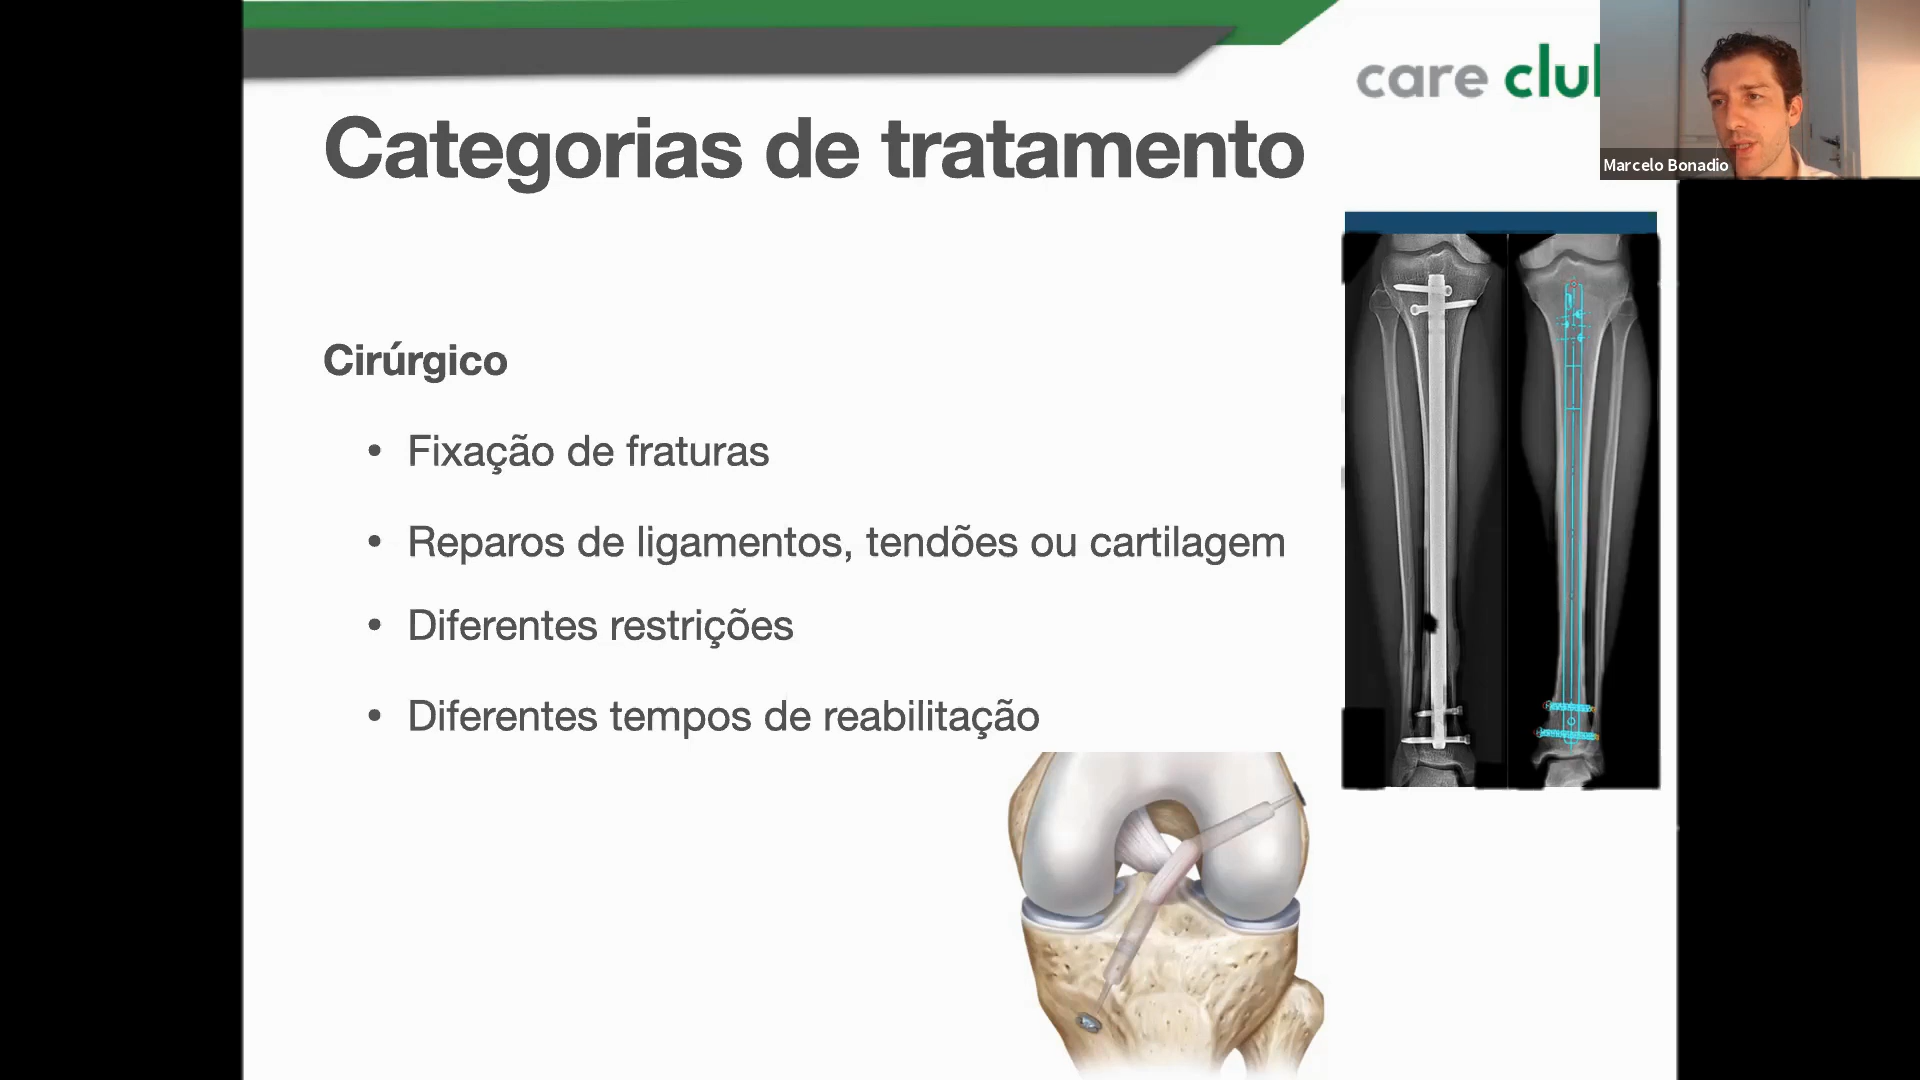 care clu
Marcelo Bonadio
Categorias de tratamento
Cirúrgico
• Fixação de fraturas
• Reparos de ligamentos, tendões ou cartilagem
• Diferentes restrições
• Diferentes tempos de reabilitação